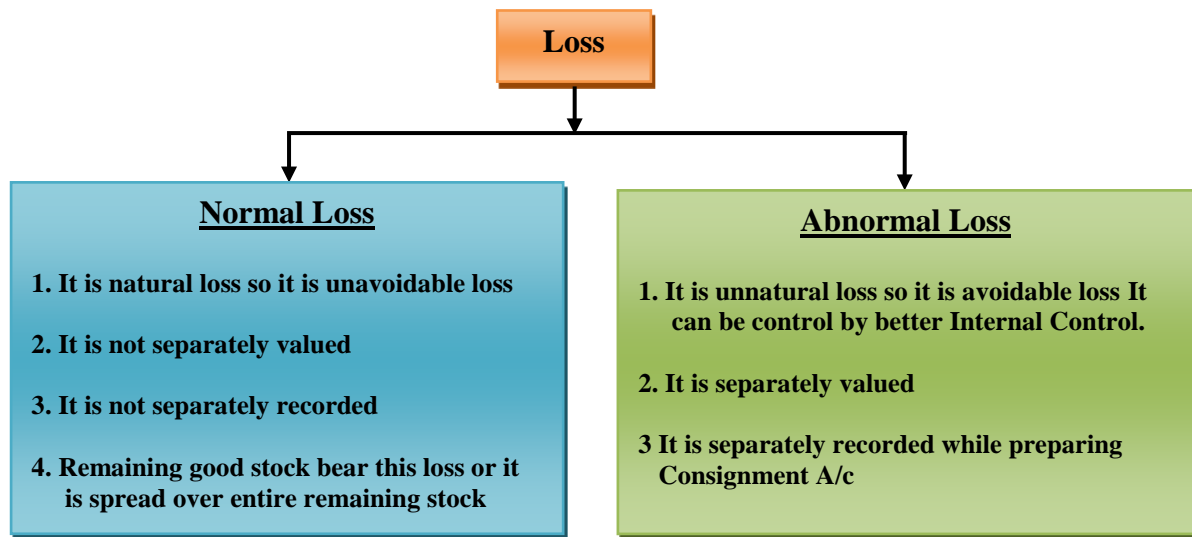 Loss
Normal Loss
1. It is natural loss so it is unavoidable loss
2. It is not separately valued
3. It is not separately recorded
4. Remaining good stock bear this loss or it
is spread over entire remaining stock
Abnormal Loss
1. It is unnatural loss so it is avoidable loss It
can be control by better Internal Control.
2. It is separately valued
3 It is separately recorded while preparing
Consignment A/c